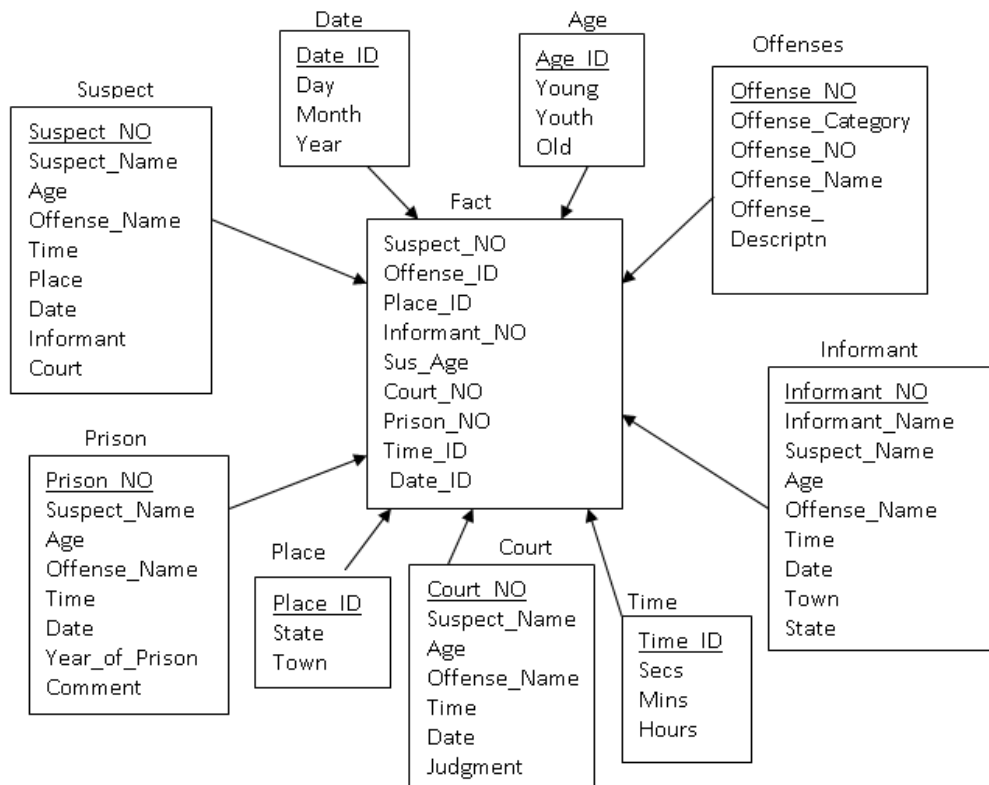 Date
Date_ID
Day
Month
Year
Age
Age_ID
Young
Youth
Old
Offenses
Offense_NO
Offense_Category
Offense_NO
Offense_Name
Offense_
Descriptn
Suspect
Suspect_NO
Suspect_Name
Age
Offense_Name
Time
Place
Date
Informant
Court
Fact
Suspect_NO
Offense_ID
Place_ID
Informant_NO
Sus_Age
Court_NO
Prison_NO
Time_ID
Date_ID
Informant
Informant_NO
Informant_Name
Suspect_Name
Age
Offense_Name
Time
Date
Town
State
Prison
Prison_NO
Suspect_Name
Age
Offense_Name
Time
Date
Year_of_Prison
Comment
Place
Place_ID
State
Town
Court
Court_NO
Suspect_Name
Age
Offense_Name
Time
Date
Judgment
Time
Time_ID
Secs
Mins
Hours